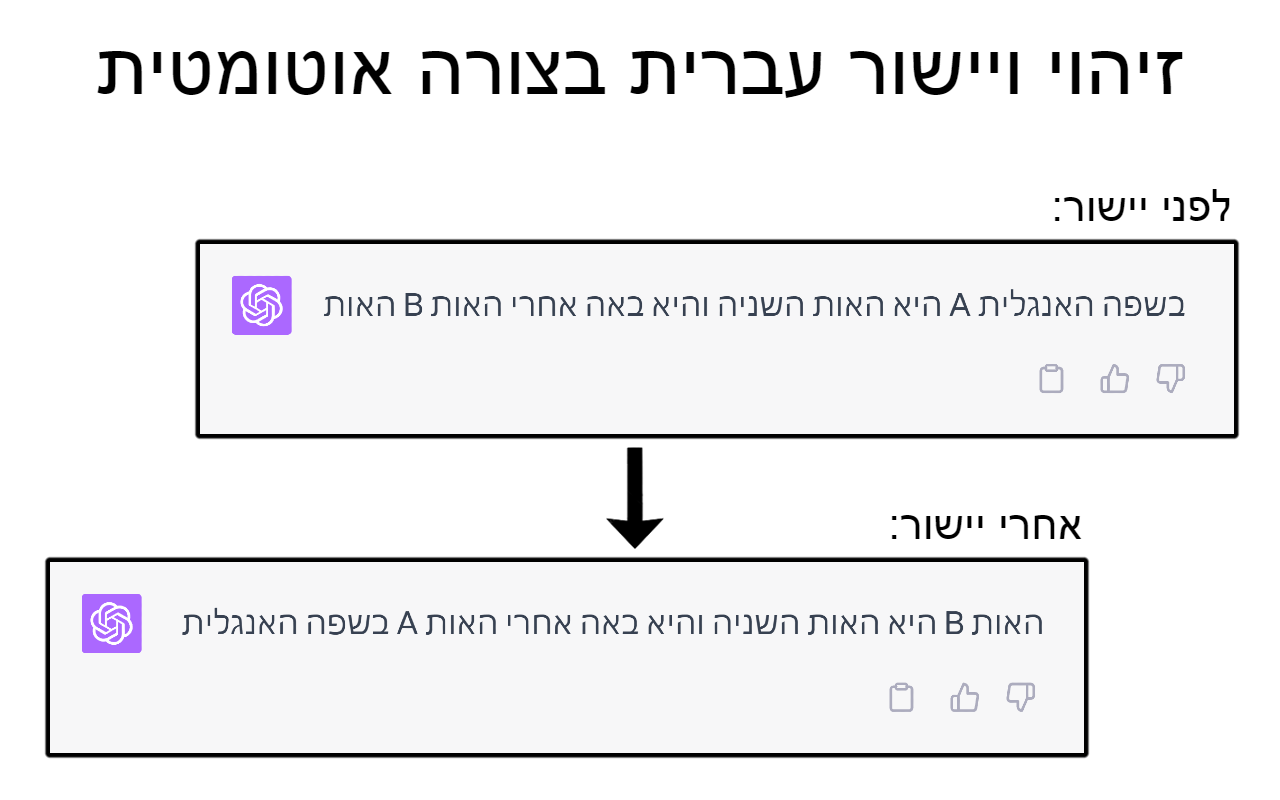 זיהוי ויישור עברית בצורה אוטומטית
לפני יישור:
בשפה האנגלית A היא האות השניה והיא באה אחרי האות B האות
אחרי יישור:
האות B היא האות השניה והיא באה אחרי האות A בשפה האנגלית